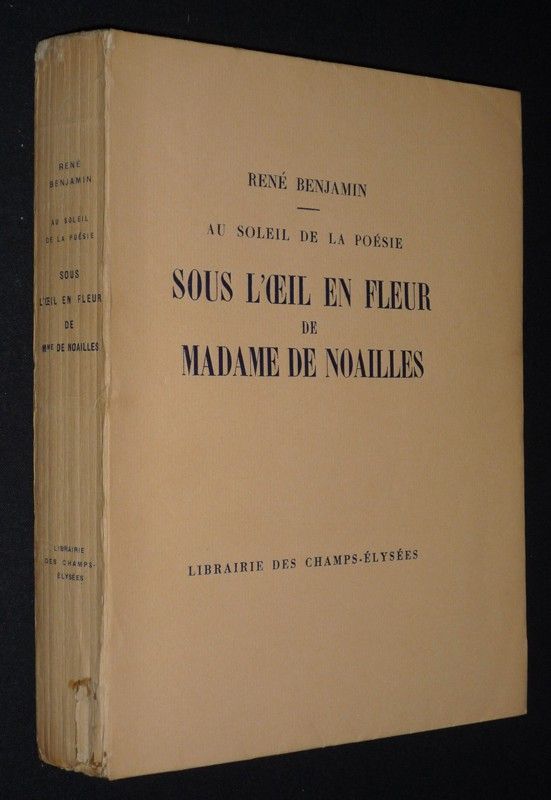 RENÉ
BENJAMIN
AU SOLEIL
DE LA POÉSIE
SOUS
L'ŒIL EN FLEUR
DE
MME DE NOAILLES
LIBRAIRIE
DES CHAMPS-
ÉLYSÉES
RENÉ BENJAMIN
AU SOLEIL DE LA POÉSIE
SOUS L'ŒIL EN FLEUR
DE
MADAME DE NOAILLES
LIBRAIRIE DES CHAMPS-ÉLYSÉES